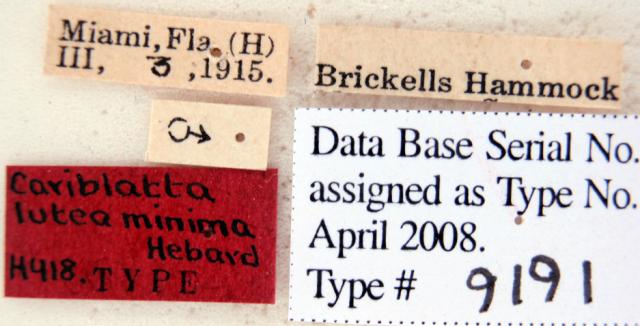 Miami, Fla. (H)
III, 3, 1915.
Brickells Hammock
♂
Cariblatta
lutea minima
Hebard
H418. TYPE
Data Base Serial No.
assigned as Type No.
April 2008.
Type # 9191